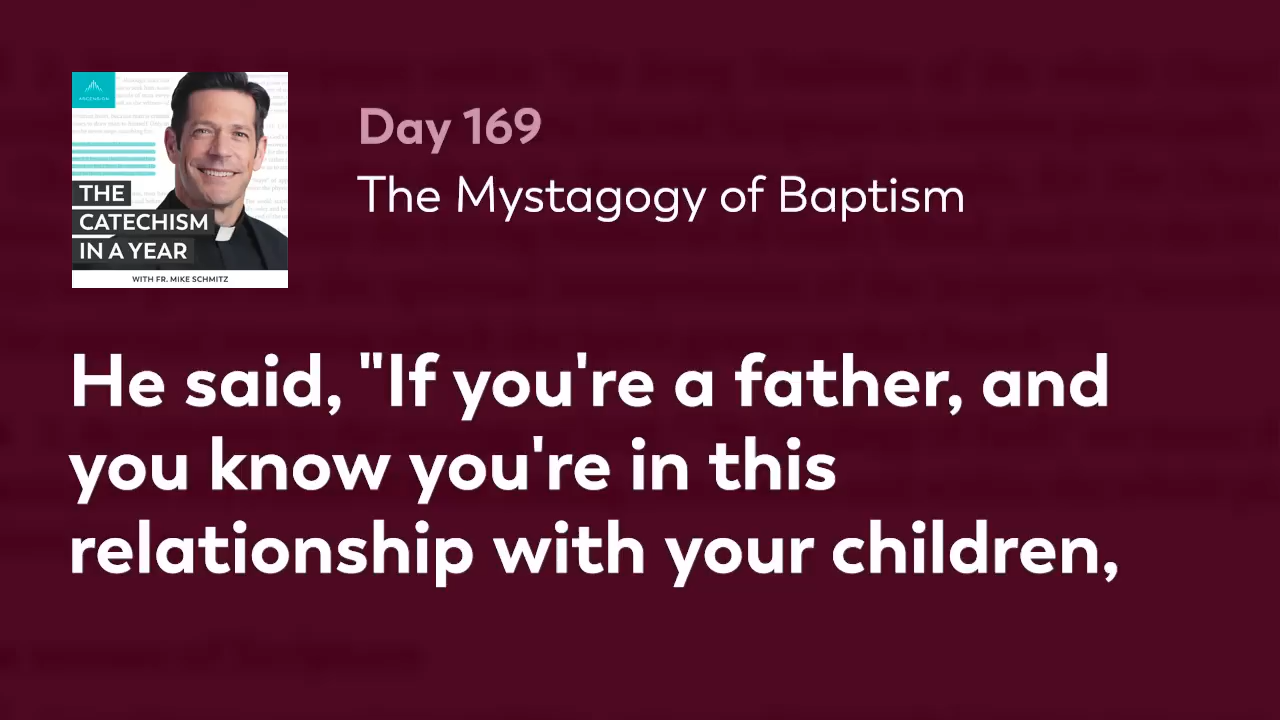 ASCENSION
THE
CATECHISM
IN A YEAR
WITH FR. MIKE SCHMITZ
Day 169
The Mystagogy of Baptism
He said, "If you're a father, and
you know you're in this
relationship with your children,